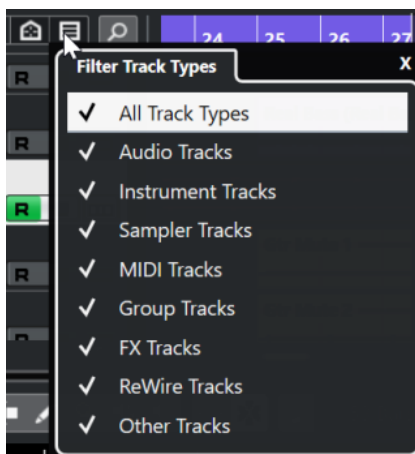 24 25 26 27
Filter Track Types X
R
✓ All Track Types
✓ Audio Tracks
R
✓ Instrument Tracks
R
✓ Sampler Tracks
✓ MIDI Tracks
R
✓ Group Tracks
✓ FX Tracks
✓ ReWire Tracks
✓ Other Tracks